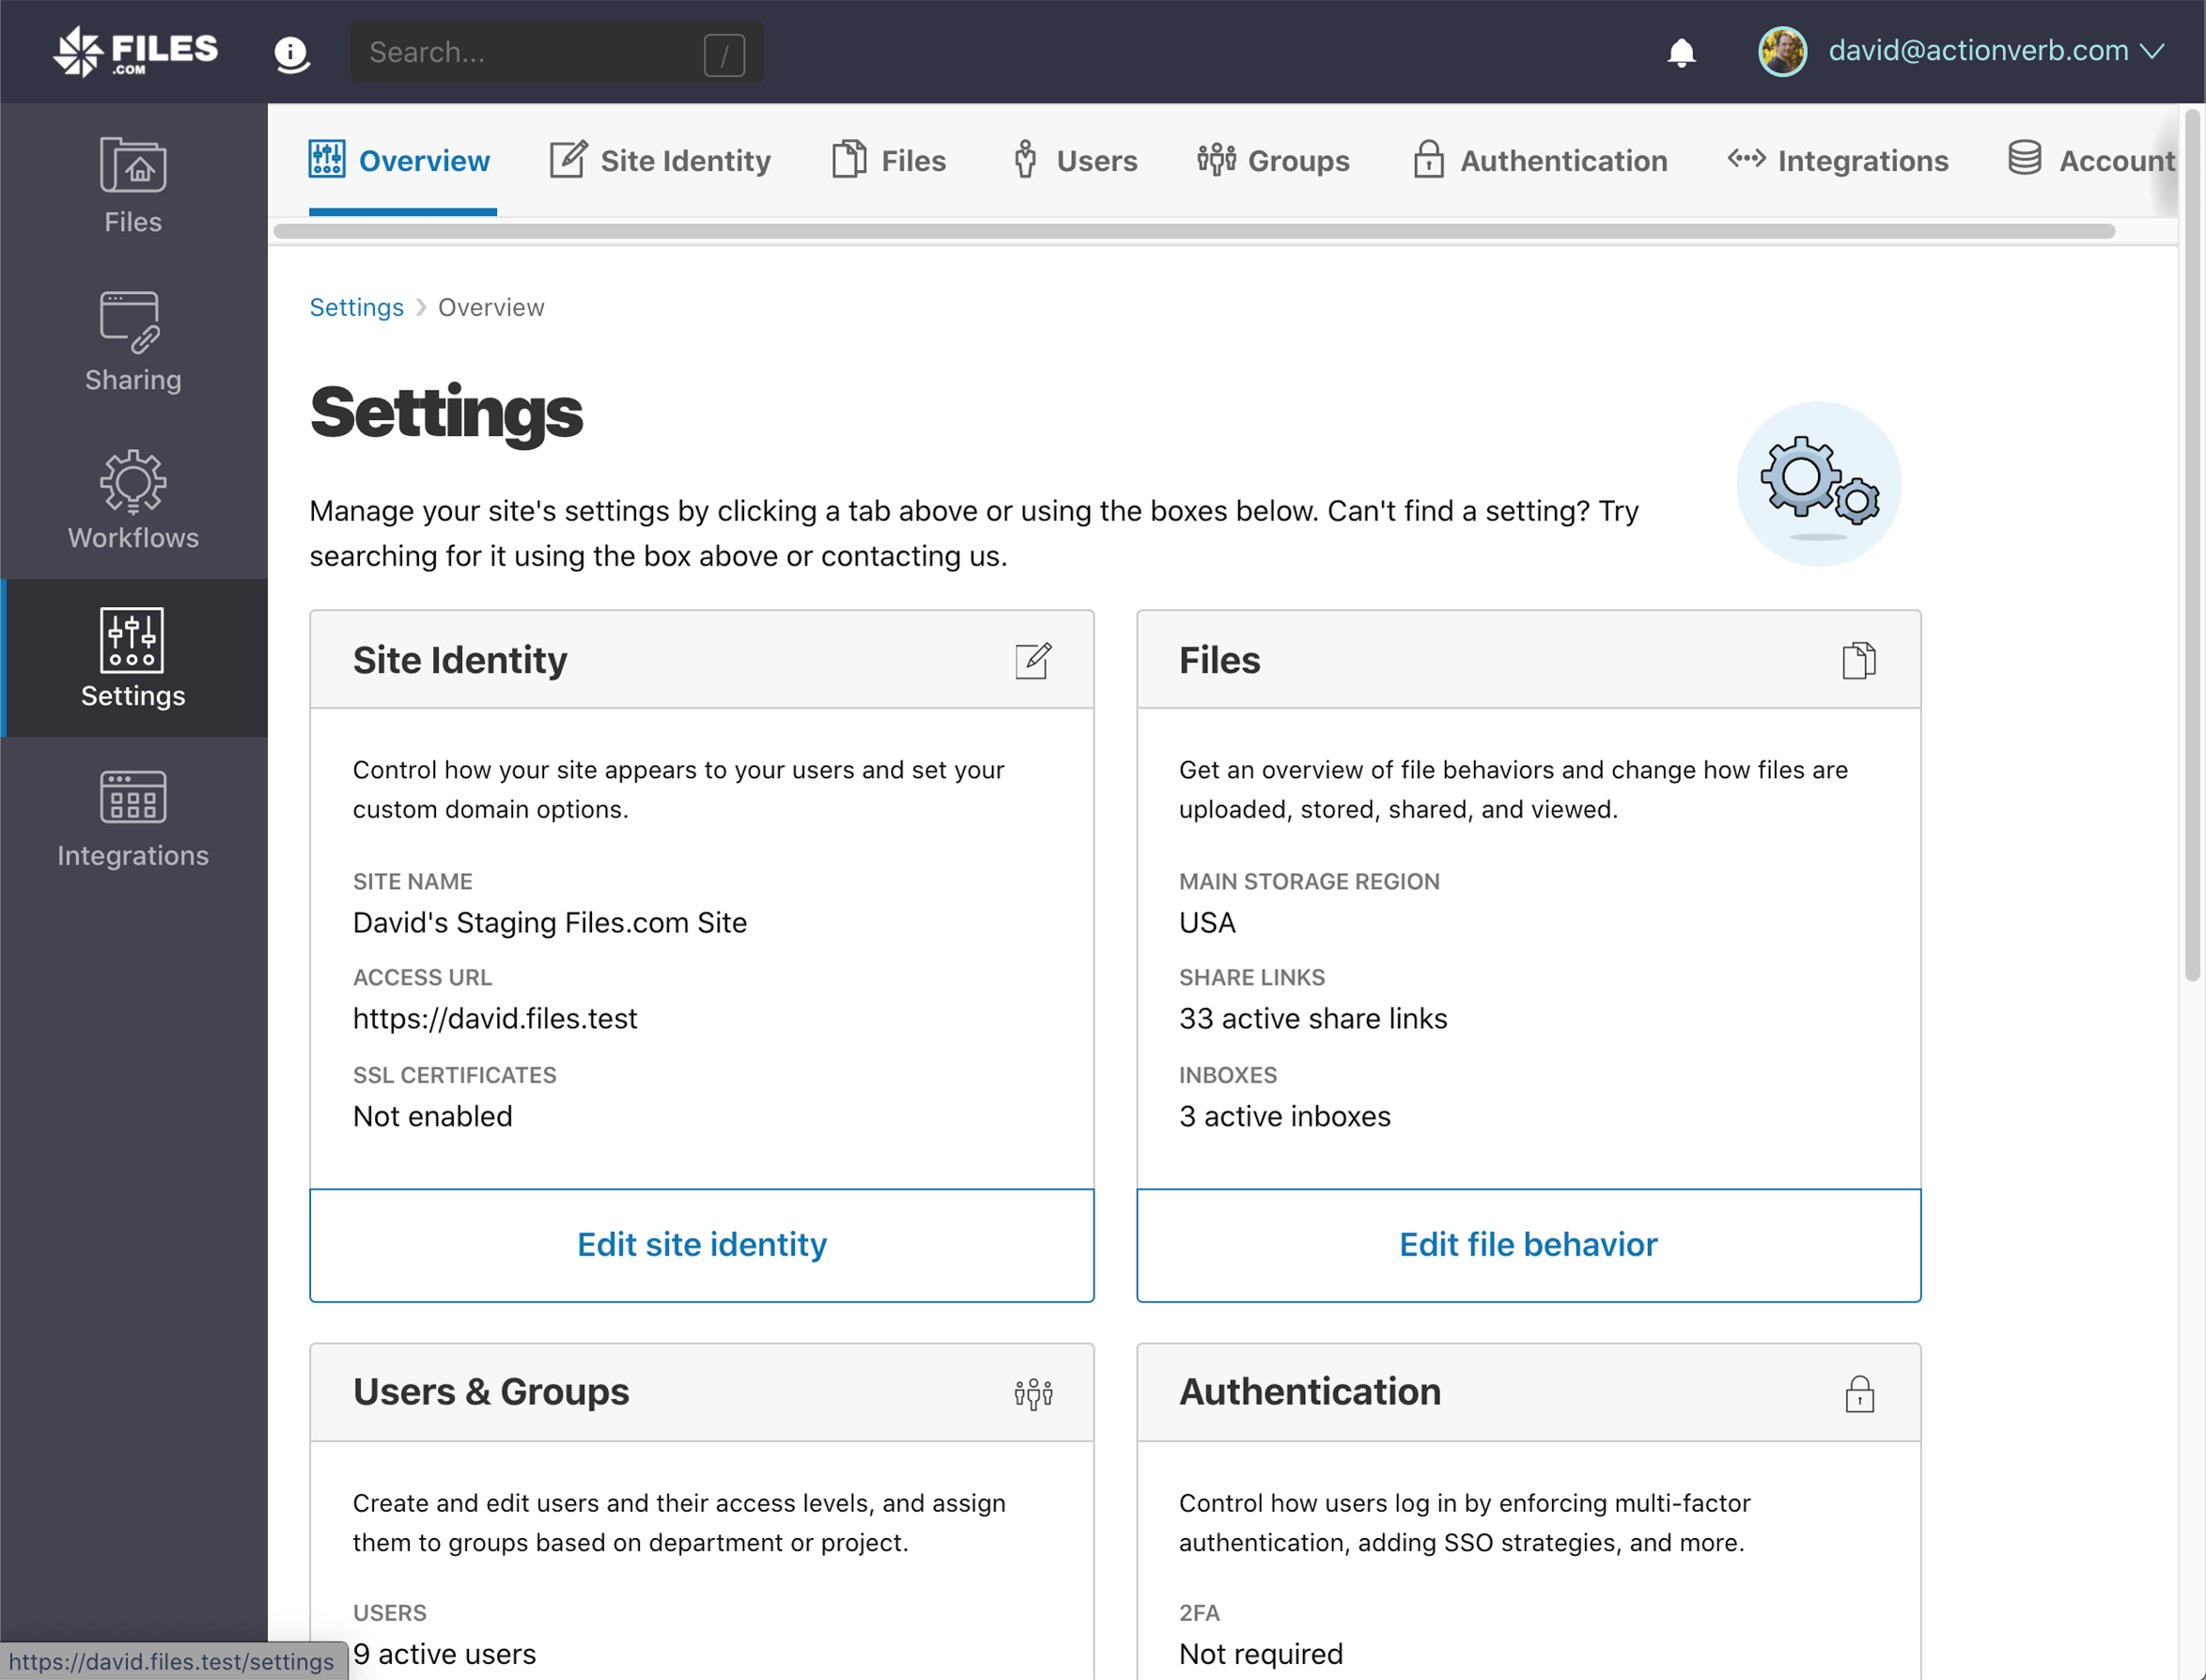 FILES
.COM
i
Search...
/
david@actionverb.com
Files
Sharing
Workflows
Settings
Integrations
Overview
Site Identity
Files
Users
Groups
Authentication
Integrations
Account
Settings > Overview
Settings
Manage your site's settings by clicking a tab above or using the boxes below. Can't find a setting? Try
searching for it using the box above or contacting us.
Site Identity
Control how your site appears to your users and set your
custom domain options.
SITE NAME
David's Staging Files.com Site
ACCESS URL
https://david.files.test
SSL CERTIFICATES
Not enabled
Edit site identity
Files
Get an overview of file behaviors and change how files are
uploaded, stored, shared, and viewed.
MAIN STORAGE REGION
USA
SHARE LINKS
33 active share links
INBOXES
3 active inboxes
Edit file behavior
Users & Groups
Create and edit users and their access levels, and assign
them to groups based on department or project.
USERS
9 active users
Authentication
Control how users log in by enforcing multi-factor
authentication, adding SSO strategies, and more.
2FA
Not required
https://david.files.test/settings